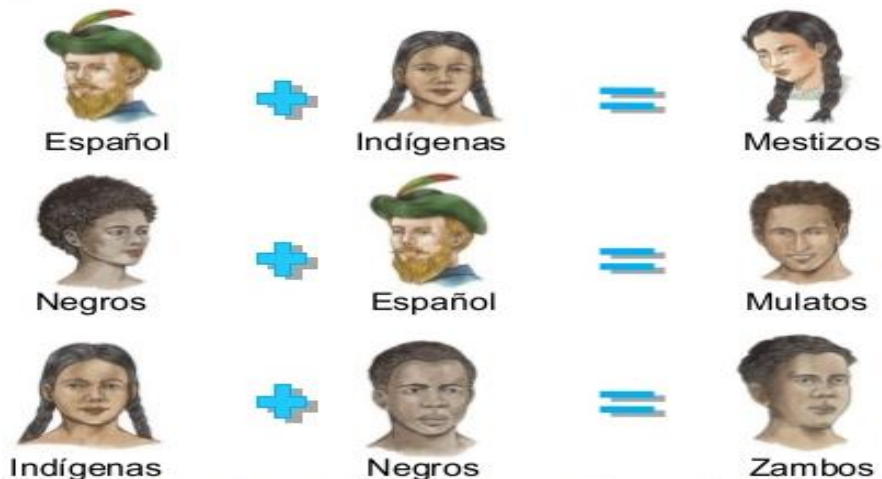 Español Indígenas Mestizos
Negros Español Mulatos
Indígenas Negros Zambos